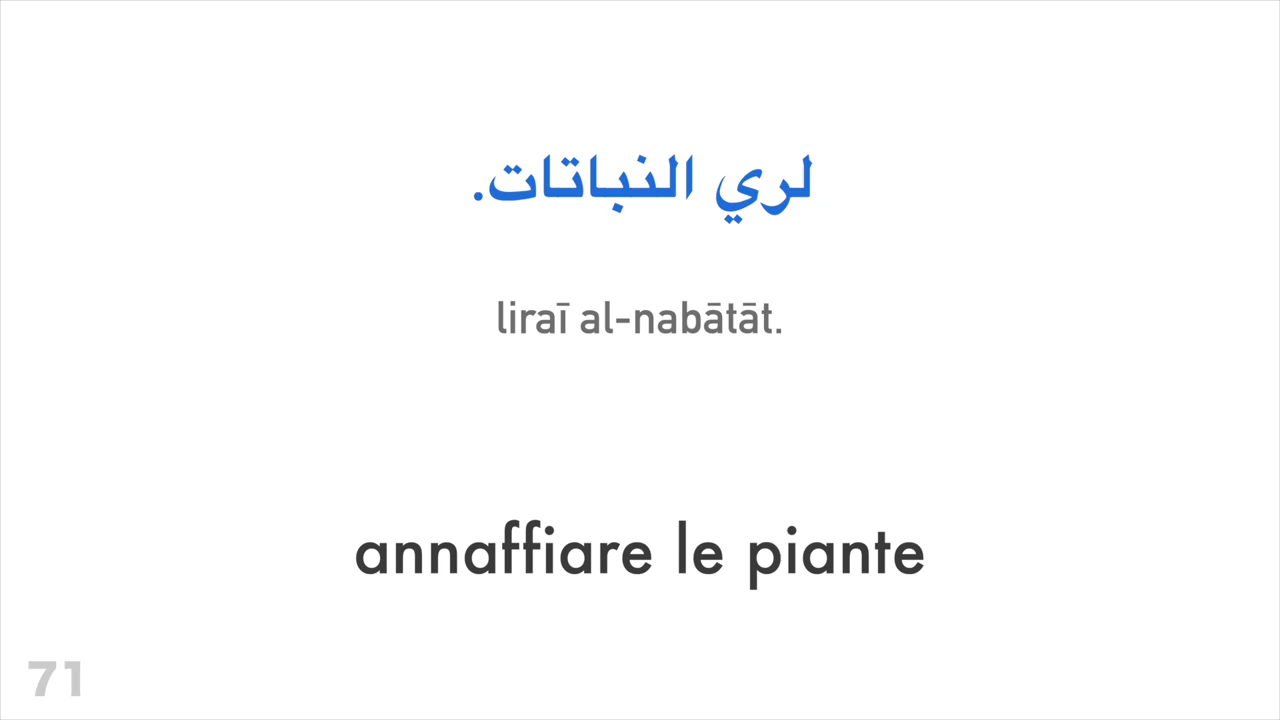 لري النباتات.
liraī al-nabātāt.
annaffiare le piante
71